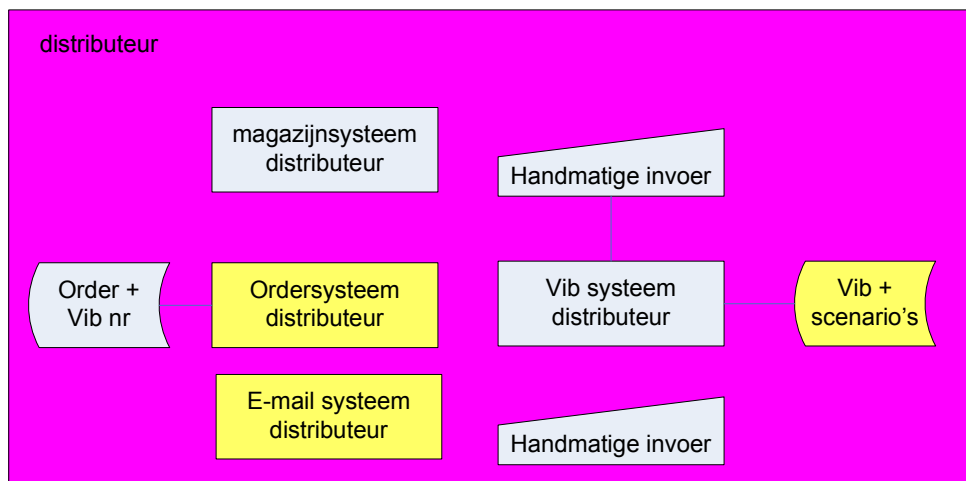 distributeur
magazijnsysteem
distributeur
Handmatige invoer
Order +
Vib nr
Ordersysteem
distributeur
Vib systeem
distributeur
Vib +
scenario's
E-mail systeem
distributeur
Handmatige invoer